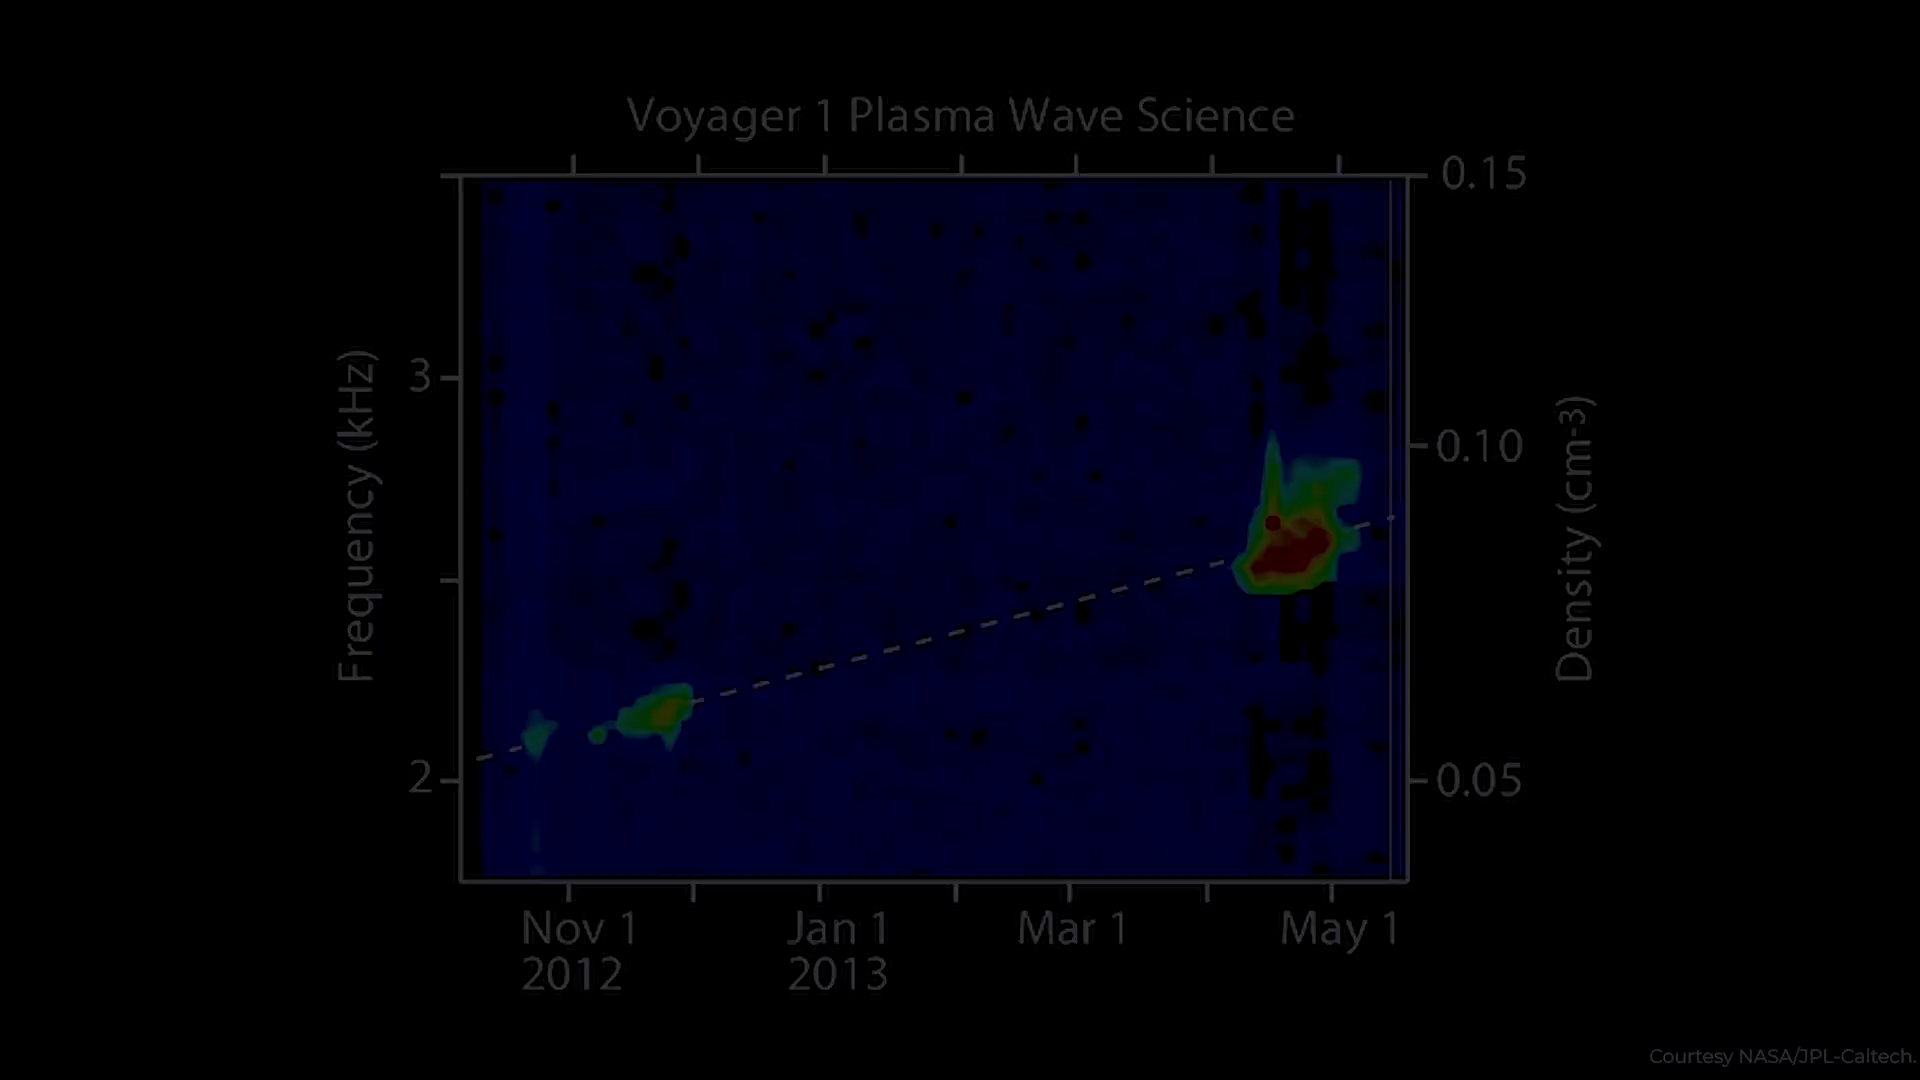 Voyager 1 Plasma Wave Science
0.15
3
0.10
2
0.05
Frequency (kHz)
Density (cm-3)
Nov 1
2012
Jan 1
2013
Mar 1
May 1
Courtesy NASA/JPL-Caltech.